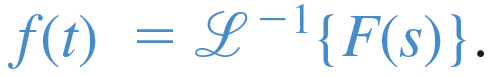 f(t) = ℒ⁻¹{F(s)}.